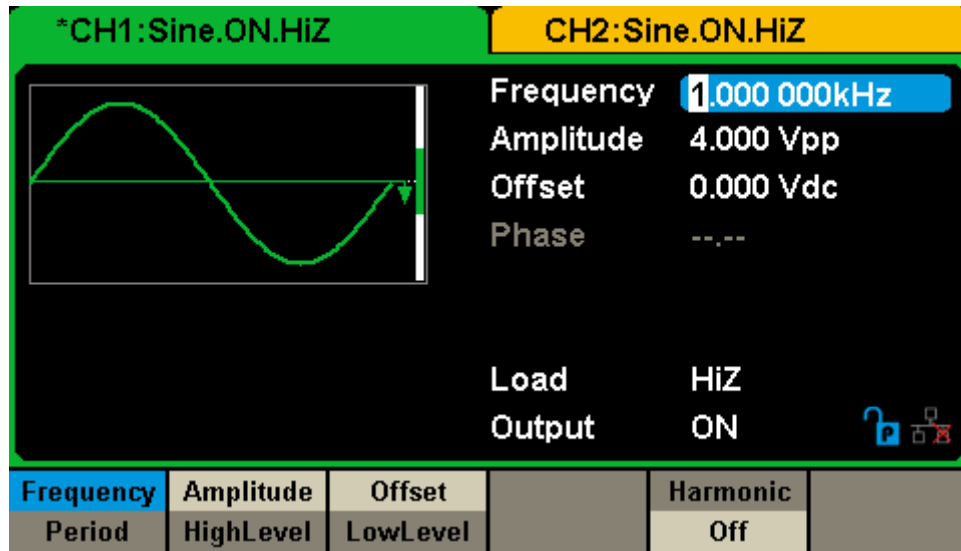 *CH1:Sine.ON.HiZ
CH2:Sine.ON.HiZ
Frequency 1.000 000kHz
Amplitude 4.000 Vpp
Offset 0.000 Vdc
Phase --.--
Load HiZ
Output ON
P
Frequency Amplitude Offset Harmonic
Period HighLevel LowLevel Off